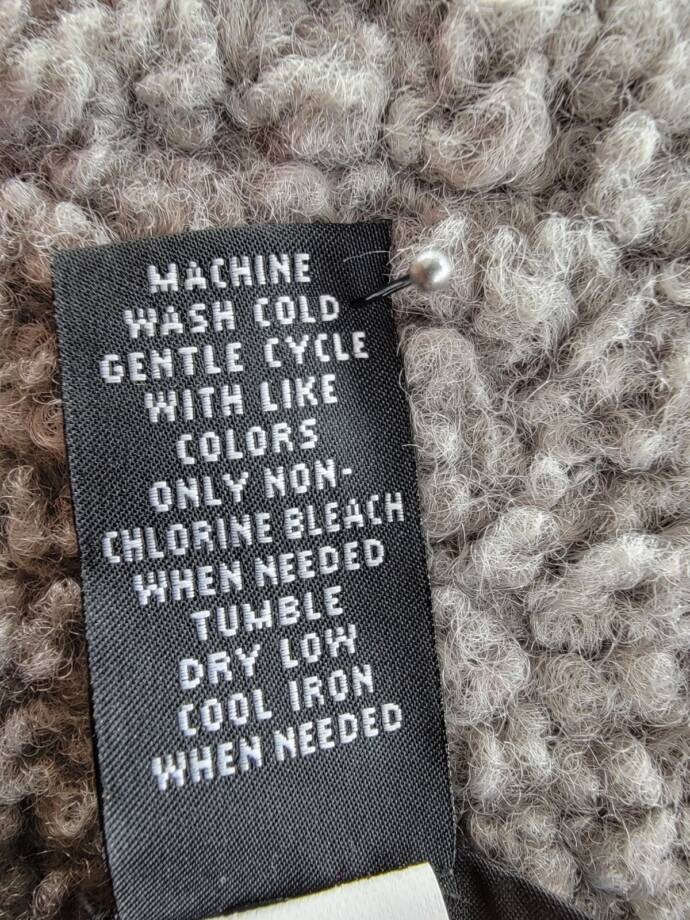 MACHINE
WASH COLD
GENTLE CYCLE
WITH LIKE
COLORS
ONLY NON-
CHLORINE BLEACH
WHEN NEEDED
TUMBLE
DRY LOW
COOL IRON
WHEN NEEDED